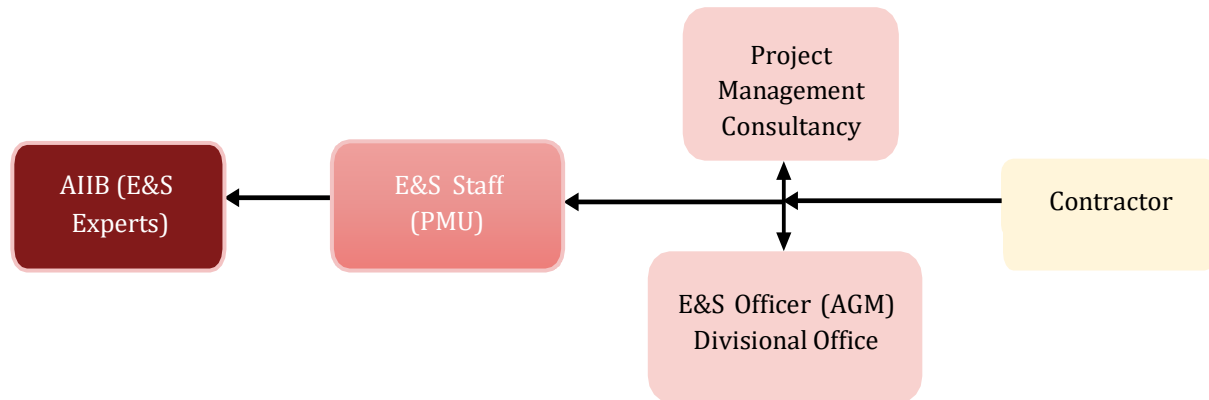 AIIB (E&S
Experts)
E&S Staff
(PMU)
Project
Management
Consultancy
E&S Officer (AGM)
Divisional Office
Contractor